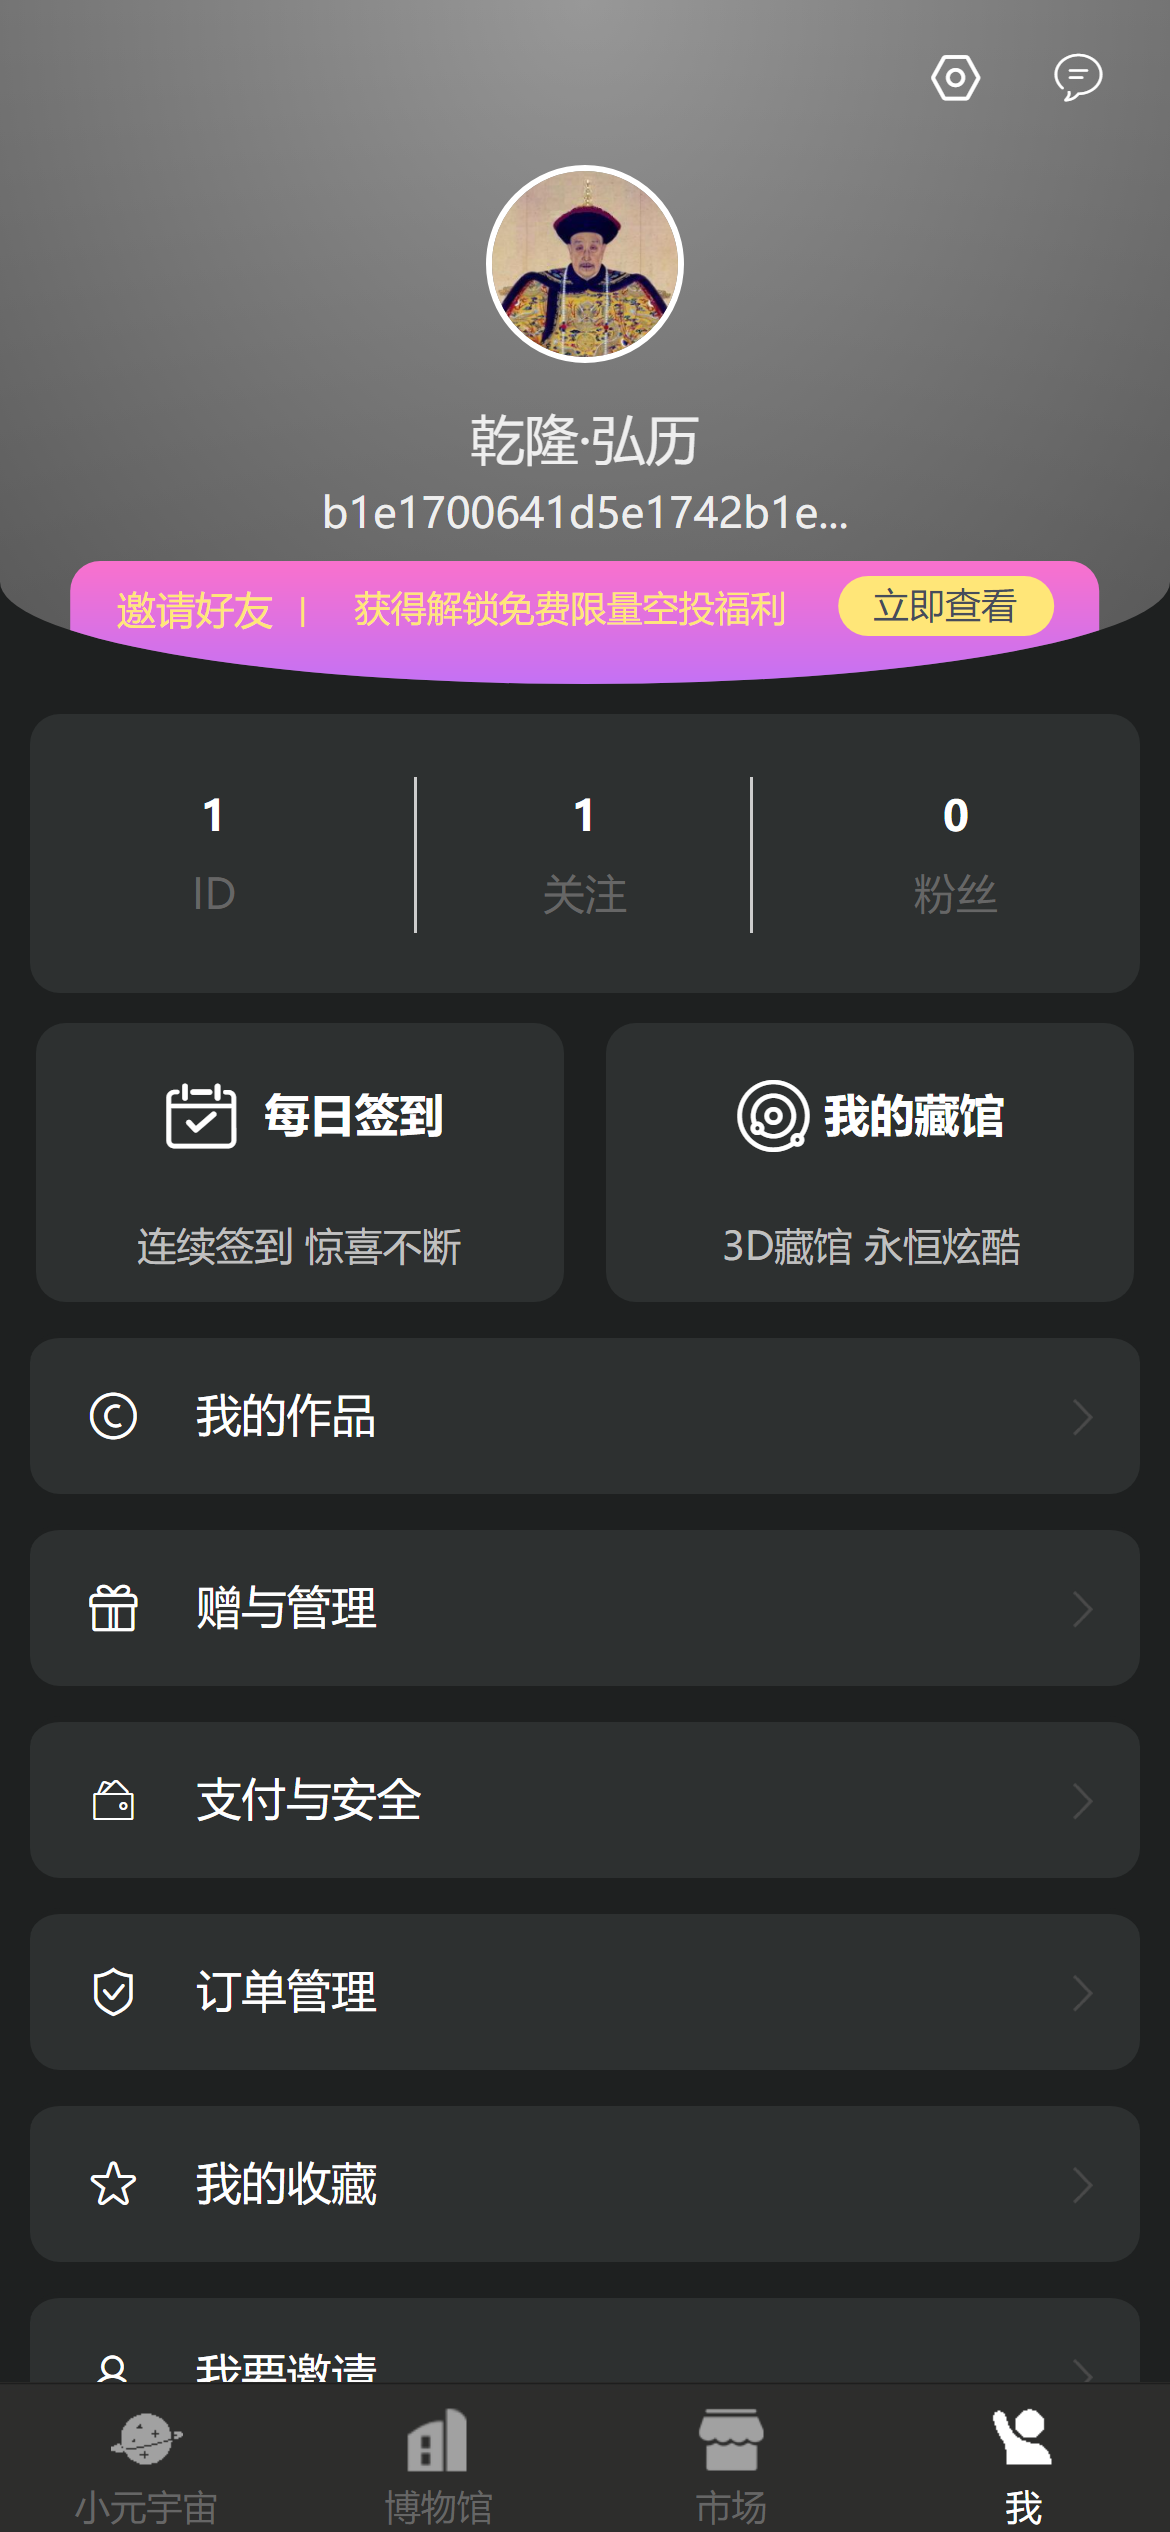 乾隆·弘历
b1e1700641d5e1742b1e...
邀请好友 | 获得解锁免费限量空投福利 立即查看
1 1 0
ID 关注 粉丝
每日签到 我的藏馆
连续签到 惊喜不断 3D藏馆 永恒炫酷
我的作品
赠与管理
支付与安全
订单管理
我的收藏
我要邀请
小元宇宙 博物馆 市场 我